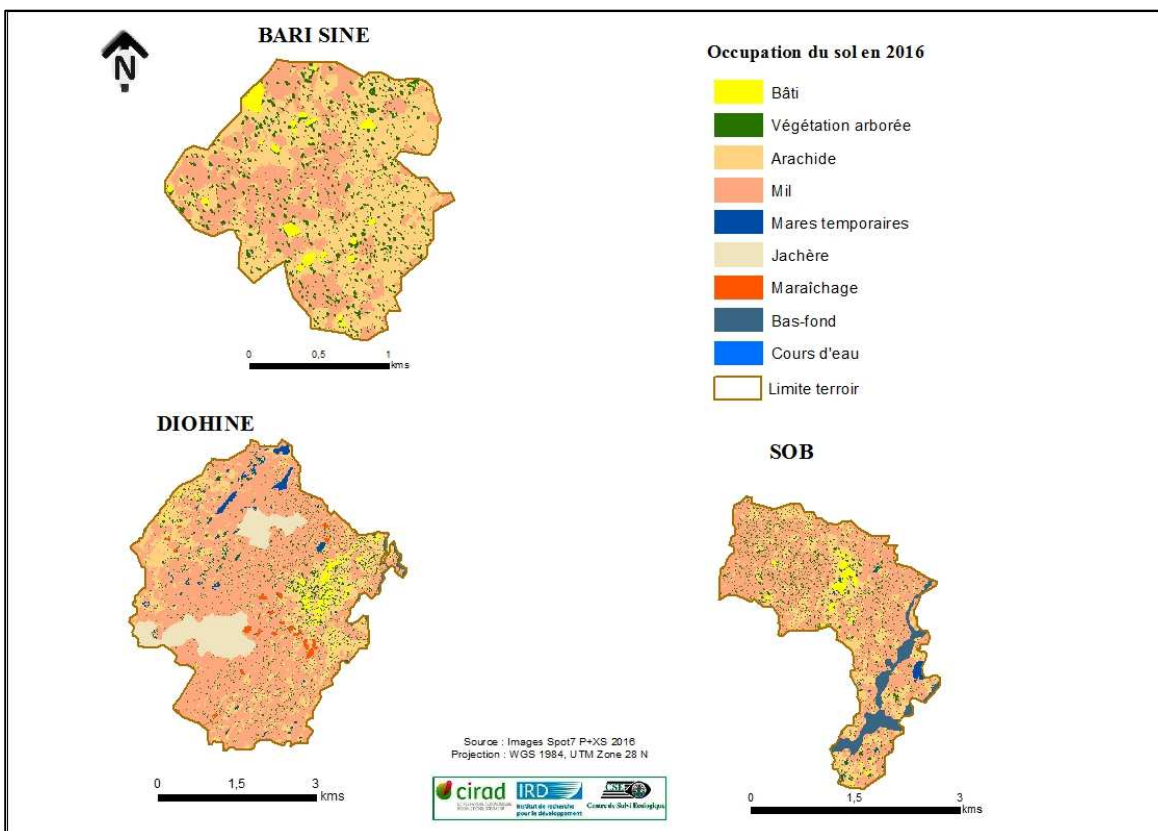 N
BARI SINE
0 0,5 1
kms
Occupation du sol en 2016
Bâti
Végétation arborée
Arachide
Mil
Mares temporaires
Jachère
Maraîchage
Bas-fond
Cours d'eau
Limite terroir
DIOHINE
0 1,5 3
kms
SOB
0 1,5 3
kms
Source : Images Spot7 P+XS 2016
Projection : WGS 1984, UTM Zone 28 N
cirad
IRD
Institut de recherche
pour le développement
CSE
Centre de Suivi Ecologique